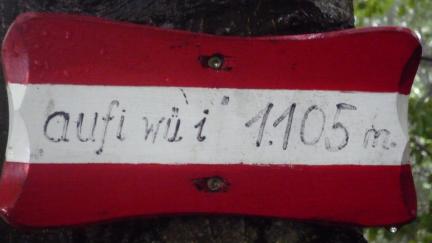 aufi wü i 1.105 m.